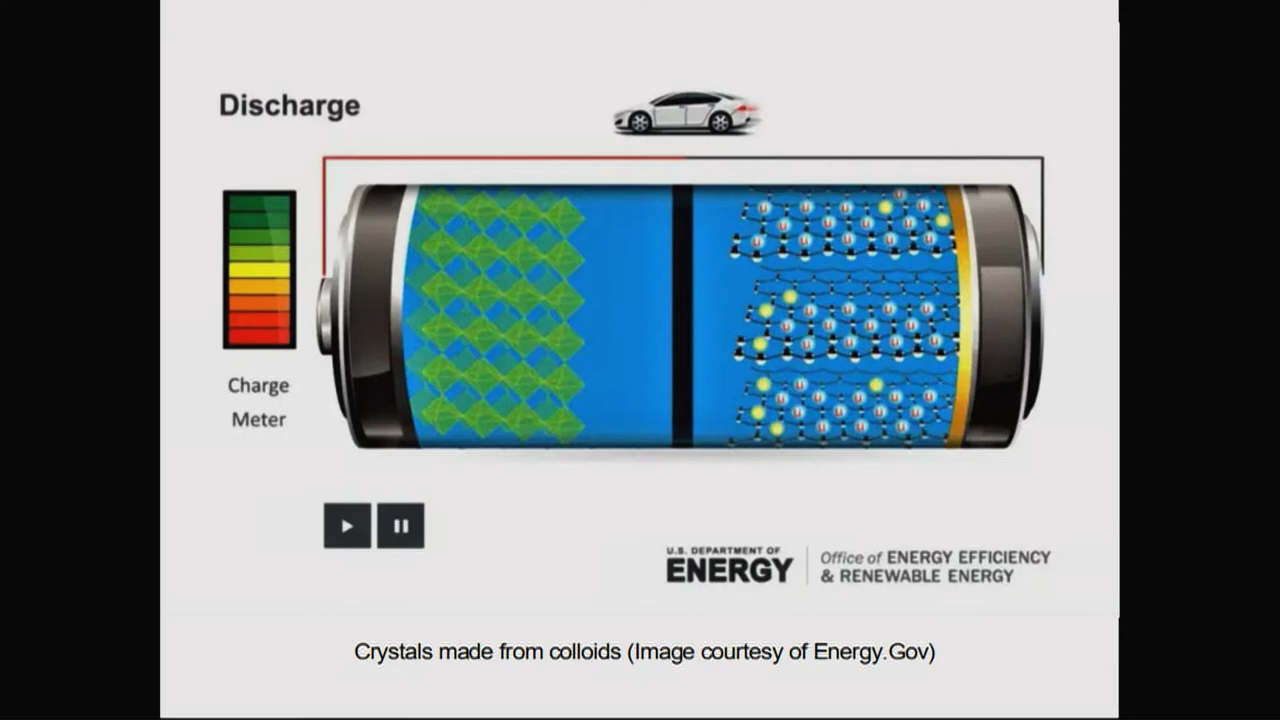 Discharge
Charge
Meter
U.S. DEPARTMENT OF
ENERGY
Office of ENERGY EFFICIENCY
& RENEWABLE ENERGY
Crystals made from colloids (Image courtesy of Energy.Gov)